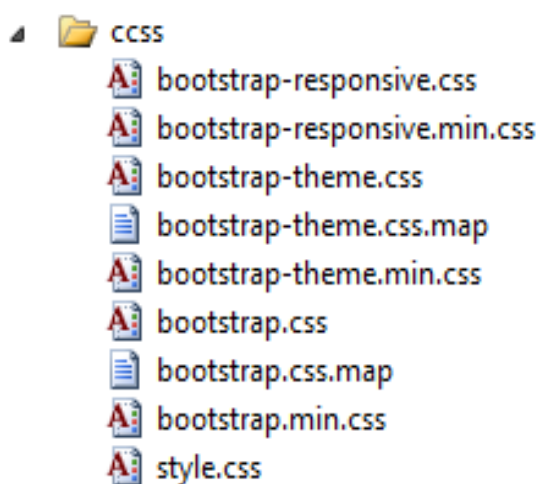 ccss
bootstrap-responsive.css
bootstrap-responsive.min.css
bootstrap-theme.css
bootstrap-theme.css.map
bootstrap-theme.min.css
bootstrap.css
bootstrap.css.map
bootstrap.min.css
style.css